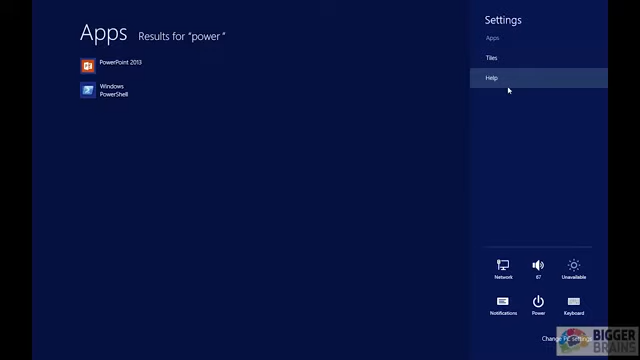 Apps Results for "power"
PowerPoint 2013
Windows
PowerShell
Settings
Apps
Tiles
Help
Network
67
Unavailable
Notifications
Power
Keyboard
Change PC settings
BIGGER
BRAINS